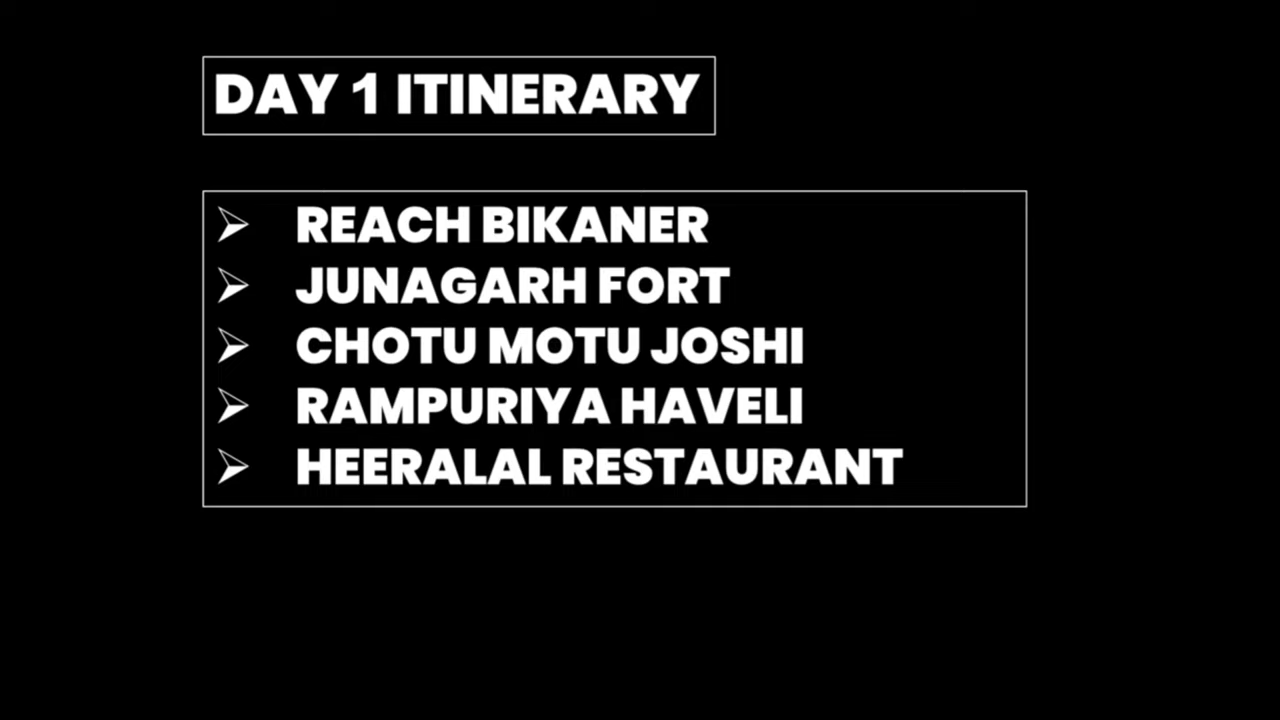 DAY 1 ITINERARY
➢ REACH BIKANER
➢ JUNAGARH FORT
➢ CHOTU MOTU JOSHI
➢ RAMPURIYA HAVELI
➢ HEERALAL RESTAURANT